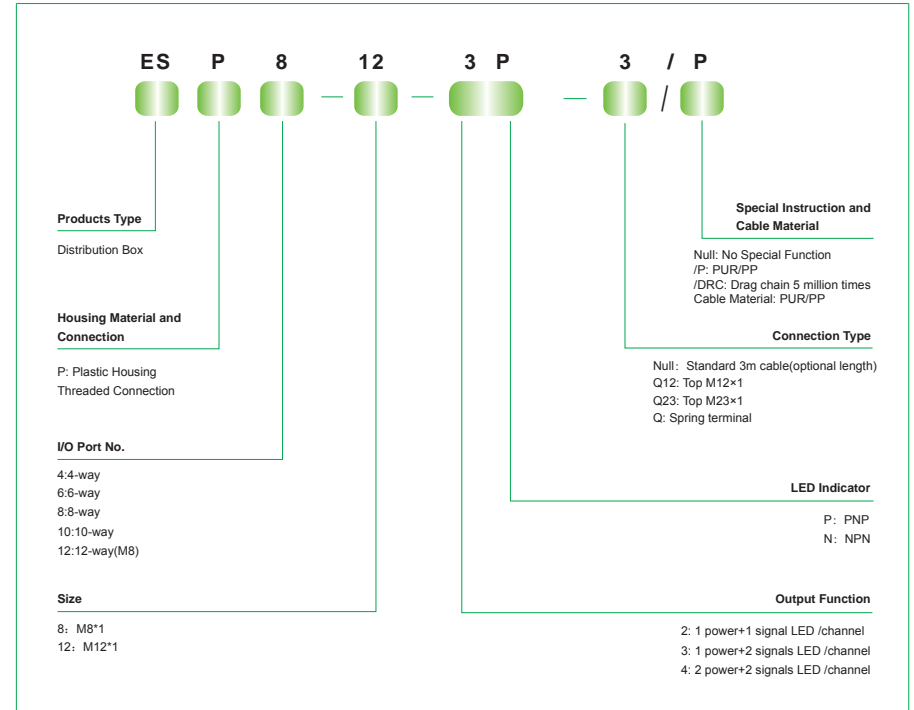 ES P 8 12 3 P 3 / P
— — — /
Products Type
Distribution Box
Housing Material and
Connection
P: Plastic Housing
Threaded Connection
I/O Port No.
4:4-way
6:6-way
8:8-way
10:10-way
12:12-way(M8)
Size
8：M8*1
12：M12*1
Special Instruction and
Cable Material
Null: No Special Function
/P: PUR/PP
/DRC: Drag chain 5 million times
Cable Material: PUR/PP
Connection Type
Null：Standard 3m cable(optional length)
Q12: Top M12×1
Q23: Top M23×1
Q: Spring terminal
LED Indicator
P：PNP
N：NPN
Output Function
2: 1 power+1 signal LED /channel
3: 1 power+2 signals LED /channel
4: 2 power+2 signals LED /channel